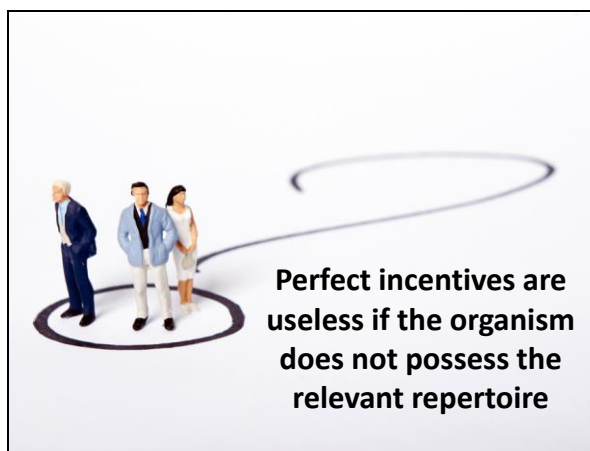 Perfect incentives are
useless if the organism
does not possess the
relevant repertoire